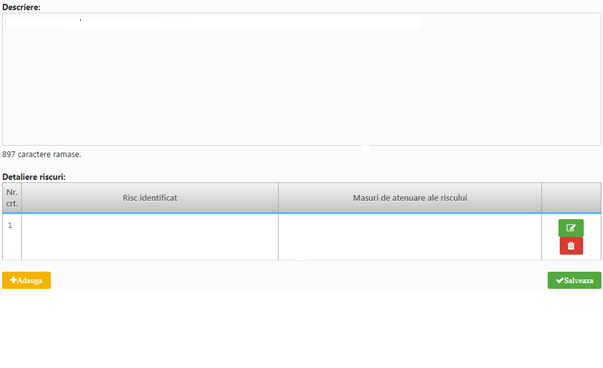 Descriere:
897 caractere ramase.
Detaliere riscuri:
Nr. crt.
Risc identificat
Masuri de atenuare ale riscului
1
Adauga
Salveaza